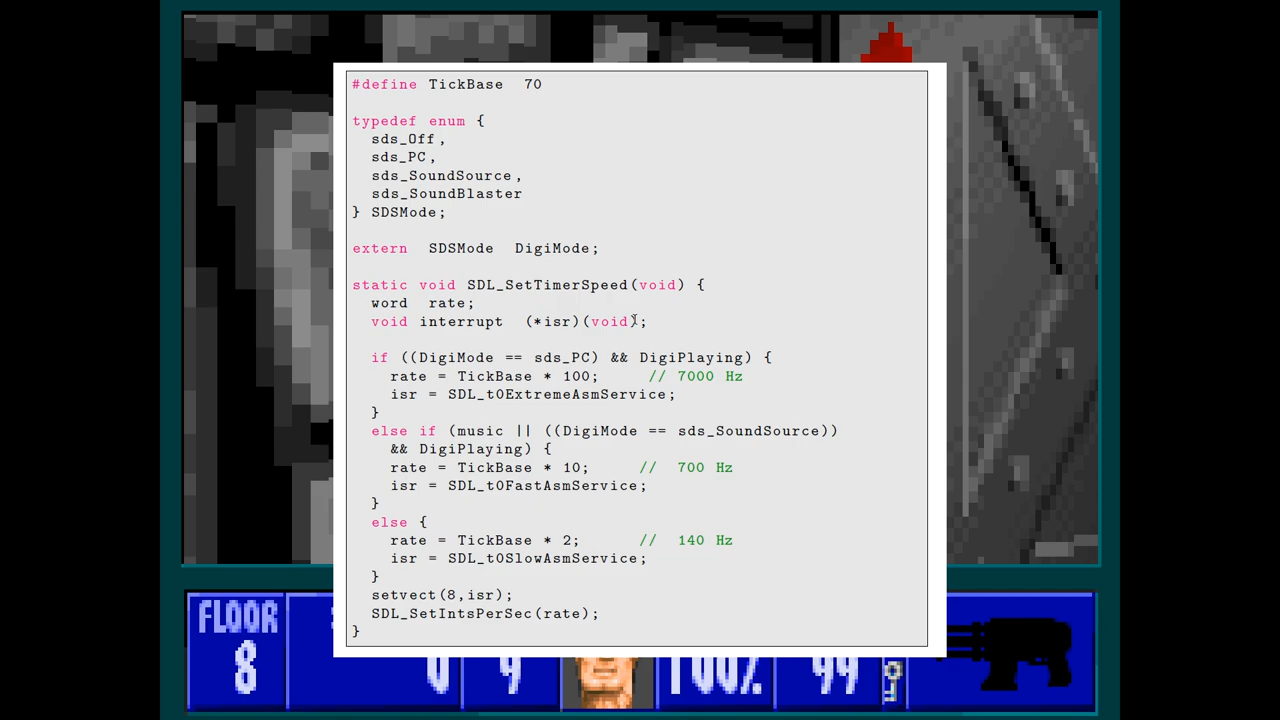 #define TickBase  70
typedef enum {
  sds_Off,
  sds_PC,
  sds_SoundSource,
  sds_SoundBlaster
} SDSMode;
extern  SDSMode  DigiMode;
static void SDL_SetTimerSpeed(void) {
  word  rate;
  void interrupt  (*isr)(void);
  if ((DigiMode == sds_PC) && DigiPlaying) {
    rate = TickBase * 100;     // 7000 Hz
    isr = SDL_t0ExtremeAsmService;
  }
  else if (music || ((DigiMode == sds_SoundSource))
    && DigiPlaying) {
    rate = TickBase * 10;     //  700 Hz
    isr = SDL_t0FastAsmService;
  }
  else {
    rate = TickBase * 2;      //  140 Hz
    isr = SDL_t0SlowAsmService;
  }
  setvect(8,isr);
  SDL_SetIntsPerSec(rate);
}
FLOOR
8 0 9 100% 99